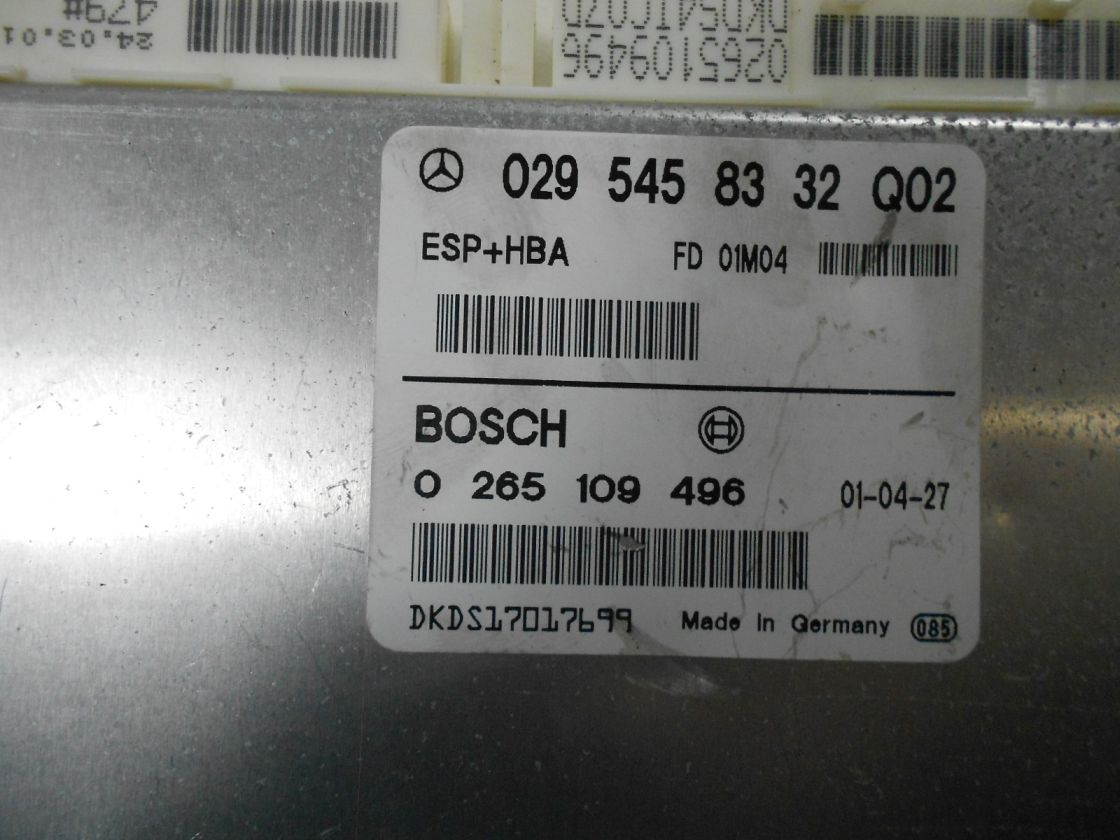 24.03.01
479#
0265109496
029 545 83 32 Q02
ESP+HBA FD 01M04
BOSCH
0 265 109 496 01-04-27
DKDS17017699 Made in Germany 085